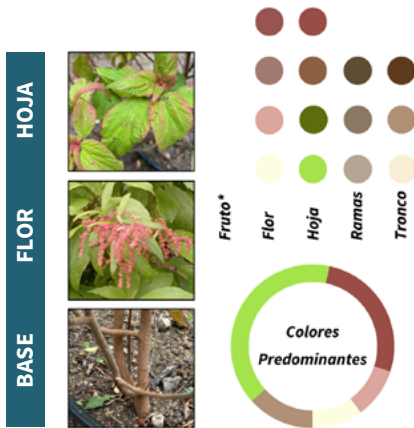 HOJA
FLOR
BASE
Fruto*
Flor
Hoja
Ramas
Tronco
Colores
Predominantes